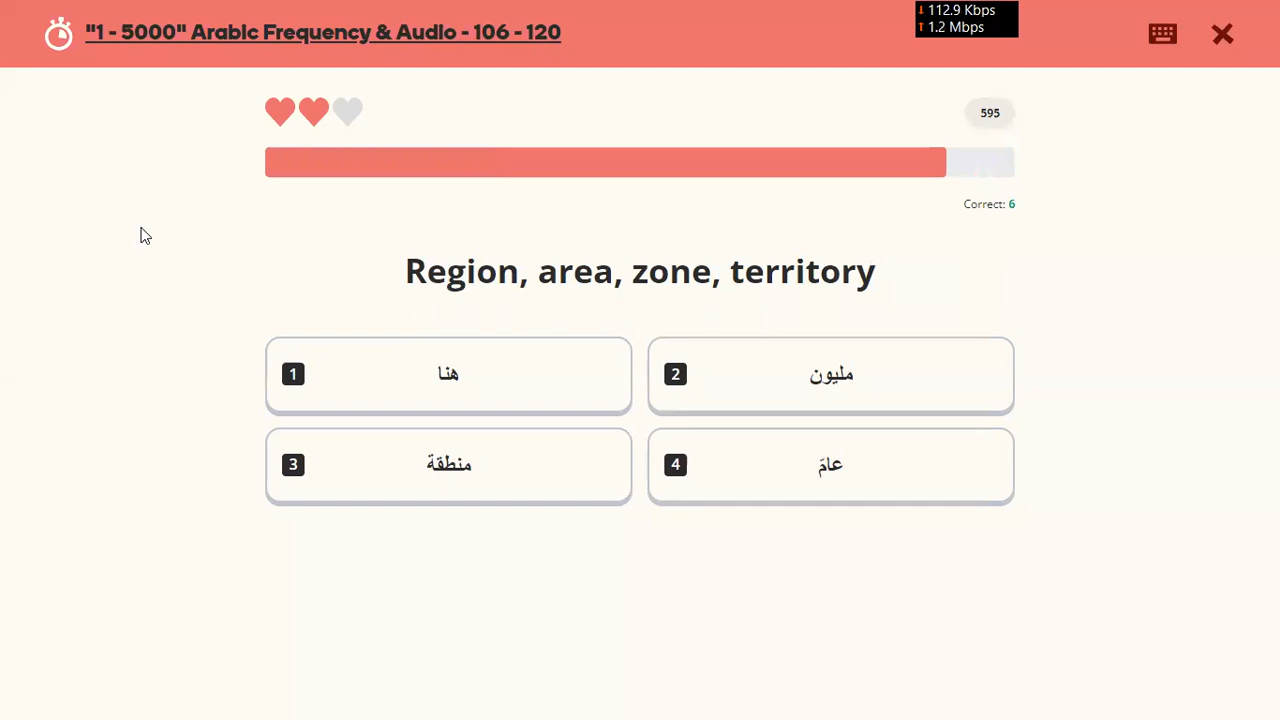 "1 - 5000" Arabic Frequency & Audio - 106 - 120
↓ 112.9 Kbps
↑ 1.2 Mbps
595
Correct: 6
Region, area, zone, territory
1 هنا
2 مليون
3 منطقة
4 عامّ